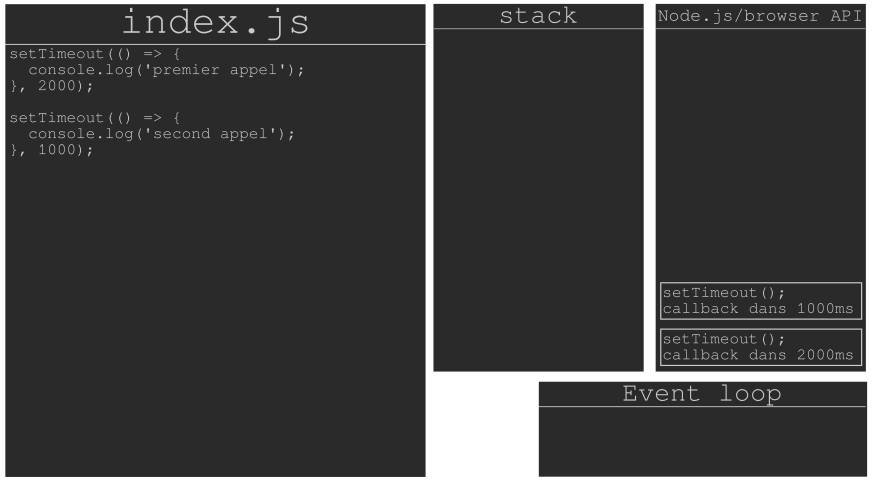 index.js
setTimeout(() => {
  console.log('premier appel');
}, 2000);
setTimeout(() => {
  console.log('second appel');
}, 1000);
stack
Node.js/browser API
setTimeout();
callback dans 1000ms
setTimeout();
callback dans 2000ms
Event loop